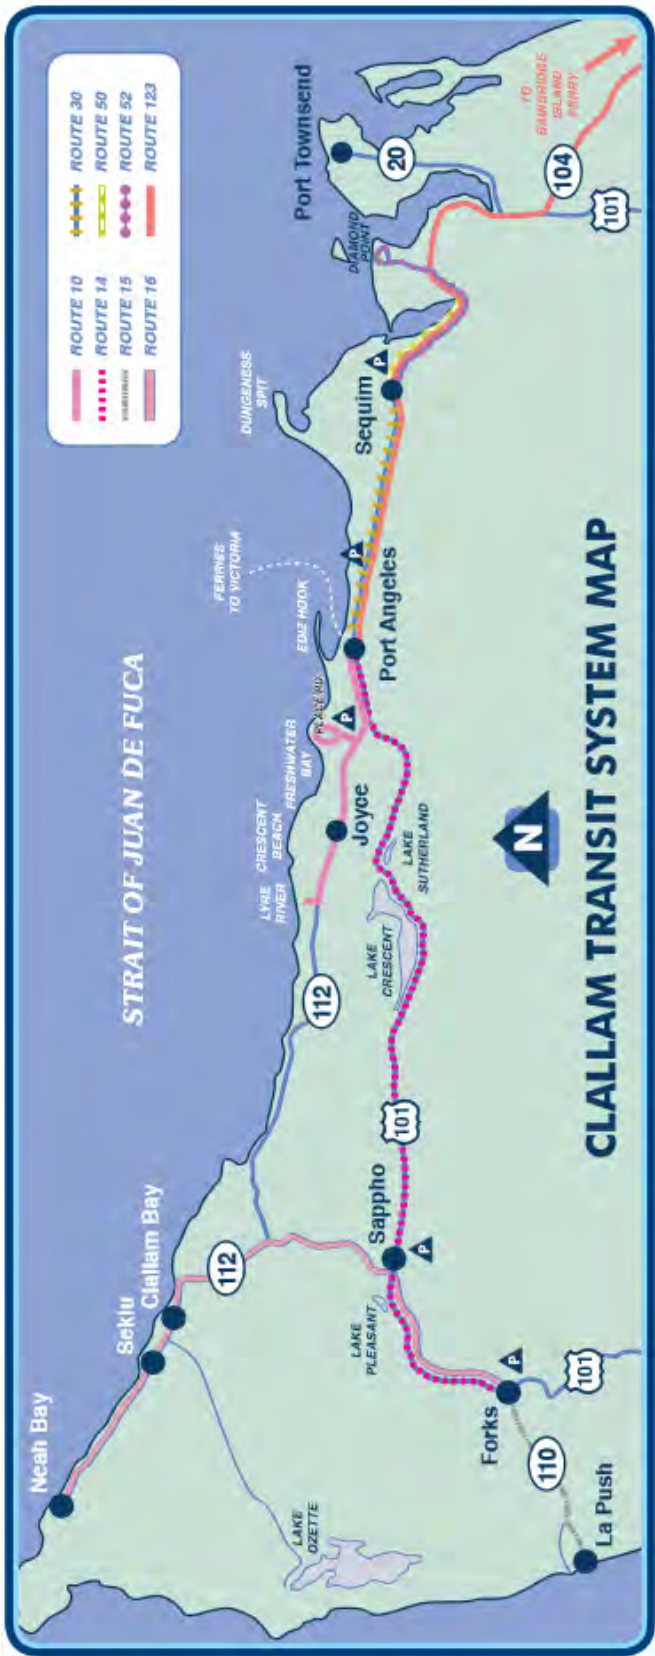 ROUTE 10
ROUTE 14
ROUTE 15
ROUTE 16
ROUTE 30
ROUTE 50
ROUTE 52
ROUTE 123
STRAIT OF JUAN DE FUCA
Neah Bay
Sekiu
Clallam Bay
112
LAKE
OZETTE
112
LYRE
RIVER
CRESCENT
BEACH
FRESHWATER
BAY
PLACE RD
P
EDIZ HOOK
FERRIES
TO VICTORIA
DUNGENESS
SPIT
Port Townsend
20
DIAMOND
POINT
Joyce
Port Angeles
P
Sequim
P
LAKE
PLEASANT
Sappho
P
101
LAKE
CRESCENT
LAKE
SUTHERLAND
Forks
P
101
110
La Push
N
104
101
TO
BAINBRIDGE
ISLAND
FERRY
CLALLAM TRANSIT SYSTEM MAP